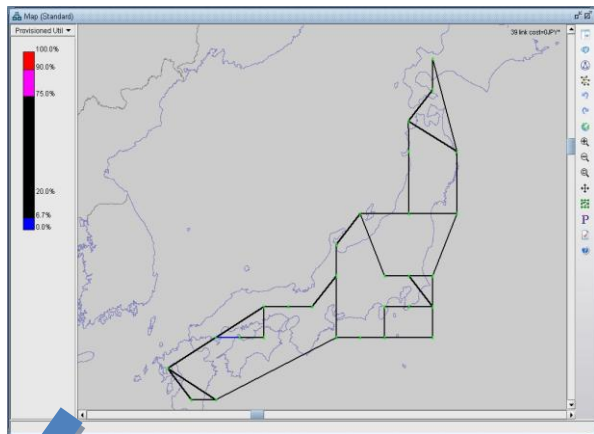 Map (Standard)
Provisioned Util
39 link cost=0JPY*
100.0%
90.0%
75.0%
20.0%
6.7%
0.0%
P